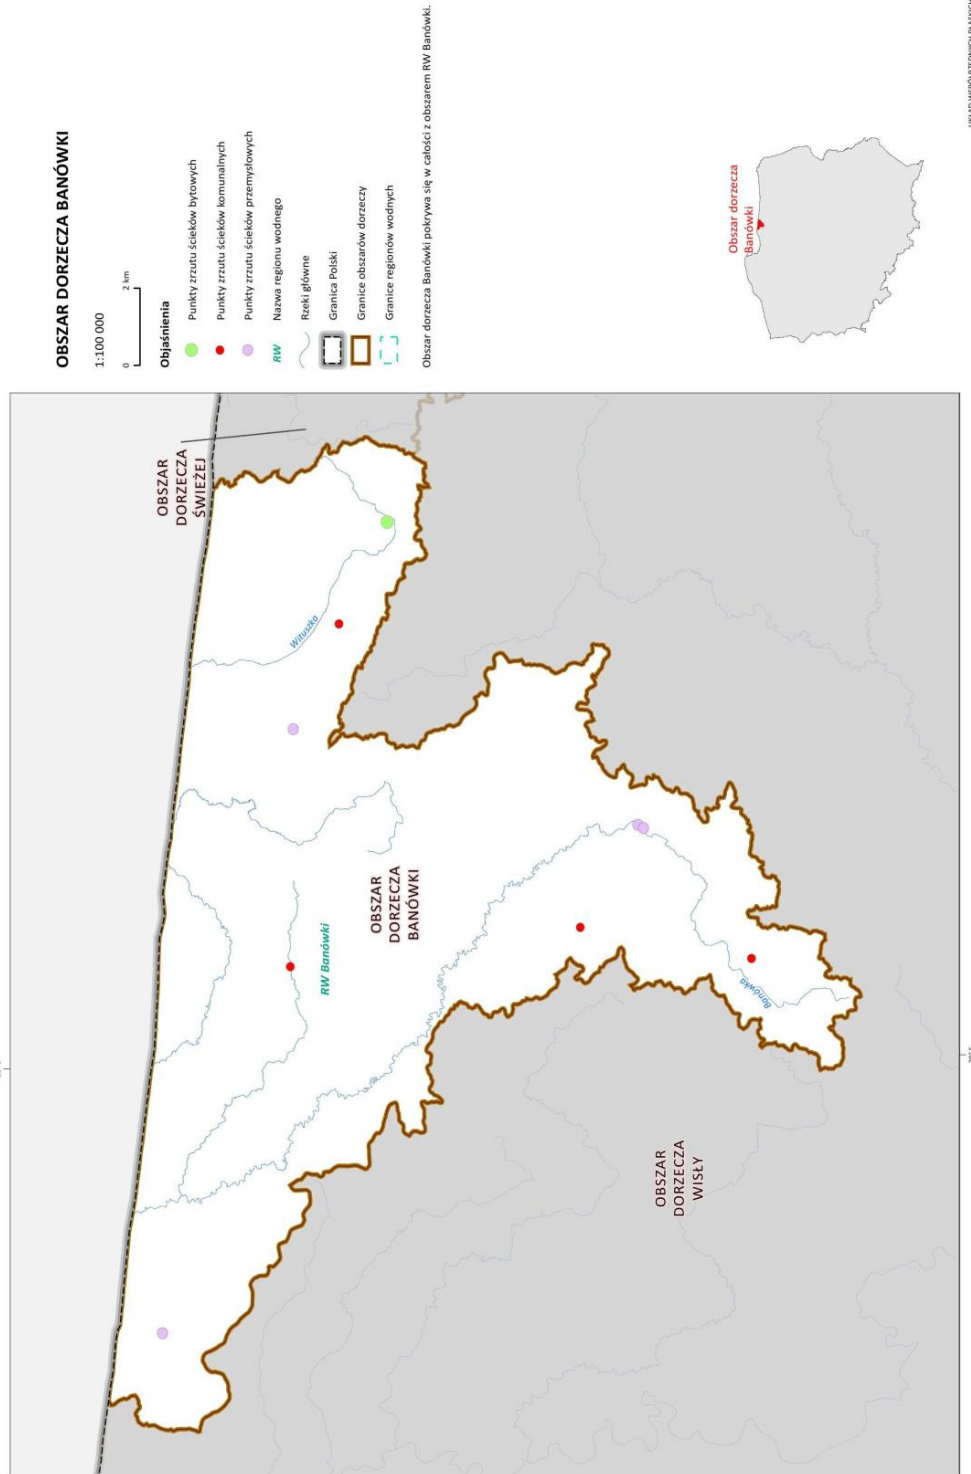 OBSZAR DORZECZA BANÓWKI
1:100 000
0
2 km
Objaśnienia
Punkty zrzutu ścieków bytowych
Punkty zrzutu ścieków komunalnych
Punkty zrzutu ścieków przemysłowych
RW
Nazwa regionu wodnego
Rzeki główne
Granica Polski
Granice obszarów dorzeczy
Granice regionów wodnych
Obszar dorzecza Banówki pokrywa się w całości z obszarem RW Banówki.
Obszar dorzecza
Banówki
OBSZAR
DORZECZA
ŚWIEŻEJ
Wituszka
OBSZAR
DORZECZA
BANÓWKI
RW Banówki
Banówka
OBSZAR
DORZECZA
WISŁY